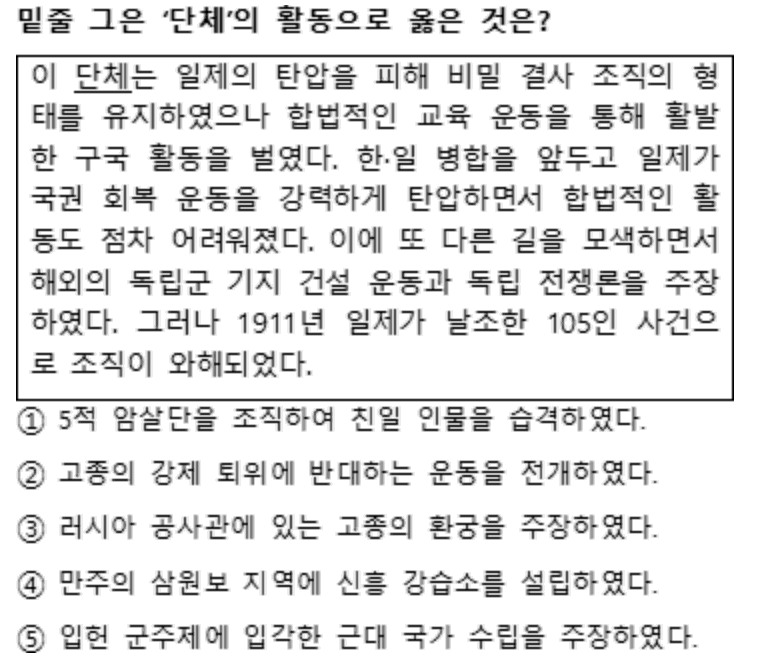 밑줄 그은 ‘단체’의 활동으로 옳은 것은?
이 단체는 일제의 탄압을 피해 비밀 결사 조직의 형
태를 유지하였으나 합법적인 교육 운동을 통해 활발
한 구국 활동을 벌였다. 한·일 병합을 앞두고 일제가
국권 회복 운동을 강력하게 탄압하면서 합법적인 활
동도 점차 어려워졌다. 이에 또 다른 길을 모색하면서
해외의 독립군 기지 건설 운동과 독립 전쟁론을 주장
하였다. 그러나 1911년 일제가 날조한 105인 사건으
로 조직이 와해되었다.
① 5적 암살단을 조직하여 친일 인물을 습격하였다.
② 고종의 강제 퇴위에 반대하는 운동을 전개하였다.
③ 러시아 공사관에 있는 고종의 환궁을 주장하였다.
④ 만주의 삼원보 지역에 신흥 강습소를 설립하였다.
⑤ 입헌 군주제에 입각한 근대 국가 수립을 주장하였다.